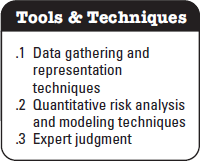 Tools & Techniques
.1 Data gathering and
representation
techniques
.2 Quantitative risk analysis
and modeling techniques
.3 Expert judgment